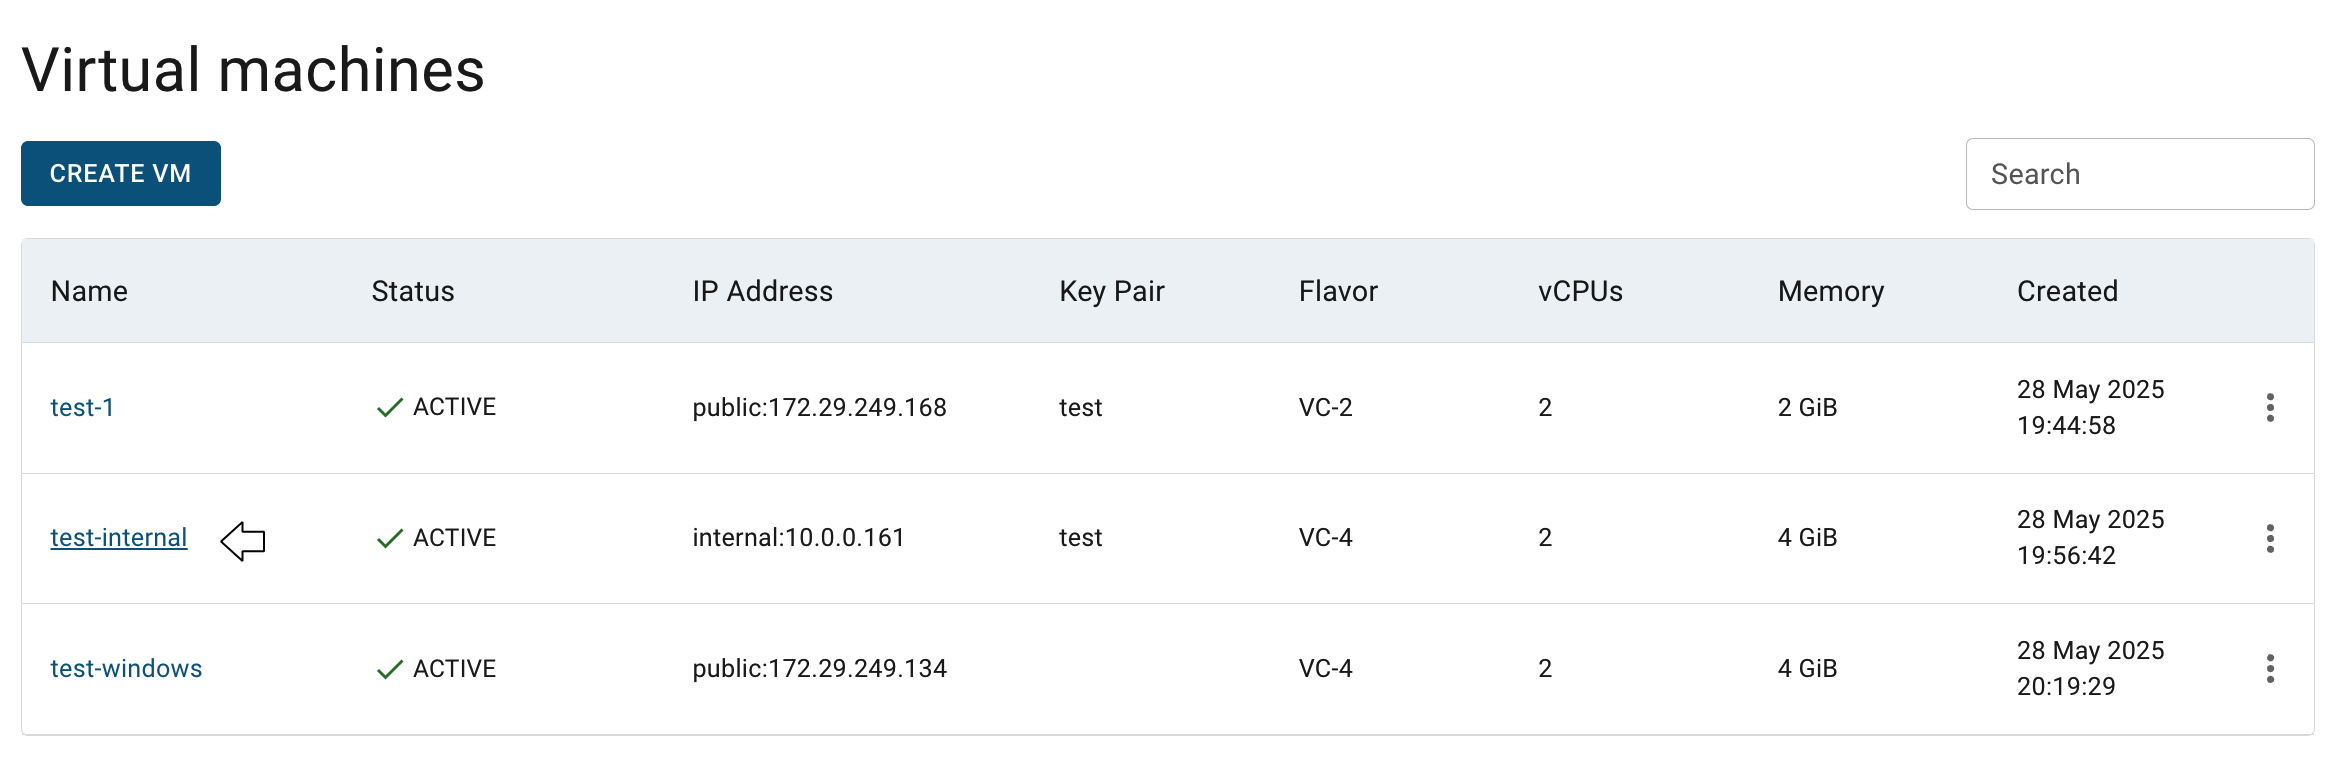 Virtual machines
CREATE VM
Search
Name Status IP Address Key Pair Flavor vCPUs Memory Created
test-1 ACTIVE public:172.29.249.168 test VC-2 2 2 GiB 28 May 2025
19:44:58
test-internal ACTIVE internal:10.0.0.161 test VC-4 2 4 GiB 28 May 2025
19:56:42
test-windows ACTIVE public:172.29.249.134 VC-4 2 4 GiB 28 May 2025
20:19:29